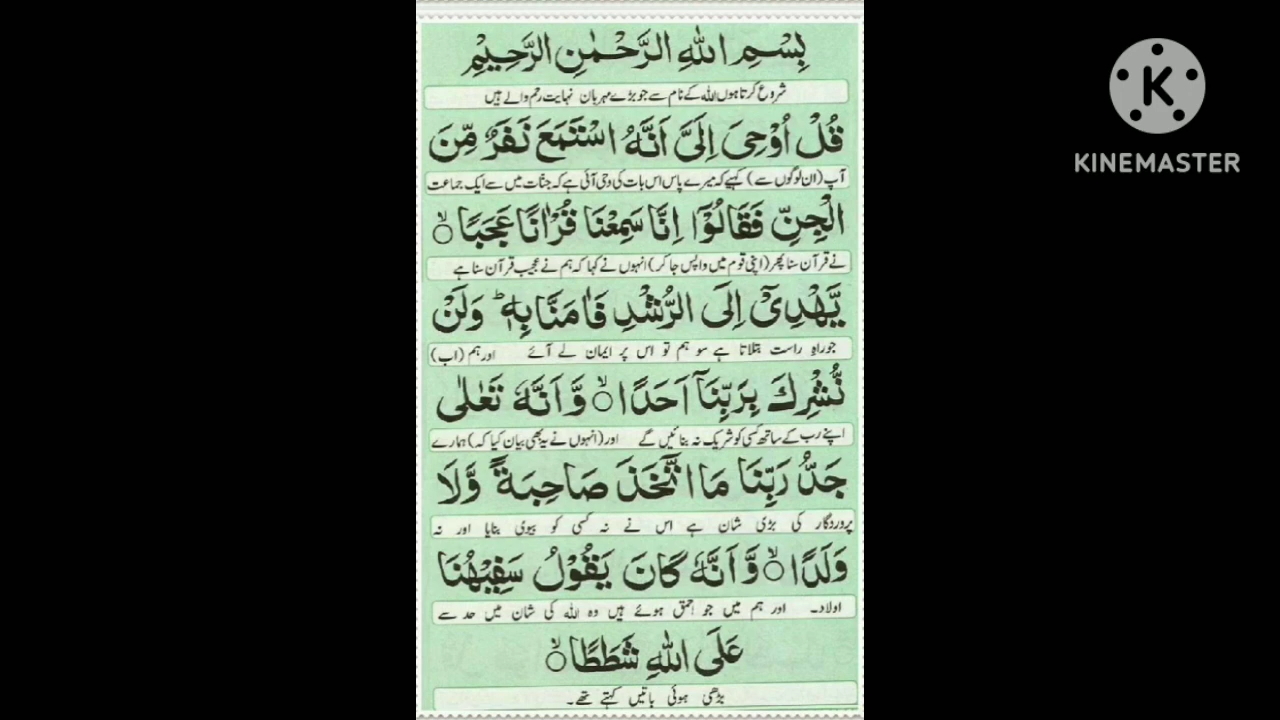 بِسْمِ اللهِ الرَّحْمٰنِ الرَّحِيْمِ
شروع کرتا ہوں اللہ کے نام سے جو بڑے مہربان نہایت رحم والے ہیں
قُلْ اُوْحِیَ اِلَیَّ اَنَّهُ اسْتَمَعَ نَفَرٌ مِّنَ
آپ (ان لوگوں سے) کہیے کہ میرے پاس اس بات کی وحی آئی ہے کہ جنات میں سے ایک جماعت
الْجِنِّ فَقَالُوْۤا اِنَّا سَمِعْنَا قُرْاٰنًا عَجَبًا ۙ
نے قرآن سنا پھر (اپنی قوم میں واپس جا کر) انہوں نے کہا کہ ہم نے عجیب قرآن سنا ہے
یَّهْدِیْۤ اِلَی الرُّشْدِ فَاٰمَنَّا بِهٖ ؕ وَلَنْ
جو راہِ راست بتلاتا ہے سو ہم تو اس پر ایمان لے آئے اور ہم (اب)
نُّشْرِكَ بِرَبِّنَاۤ اَحَدًا ۙ وَّاَنَّهٗ تَعٰلٰی
اپنے رب کے ساتھ کسی کو شریک نہ بنائیں گے اور (انہوں نے یہ بھی بیان کیا کہ) ہمارے
جَدُّ رَبِّنَا مَا اتَّخَذَ صَاحِبَةً وَّلَا
پروردگار کی بڑی شان ہے اس نے نہ کسی کو بیوی بنایا اور نہ
وَلَدًا ۙ وَّاَنَّهٗ كَانَ یَقُوْلُ سَفِیْهُنَا
اولاد۔ اور ہم میں جو احمق ہوئے ہیں وہ اللہ کی شان میں حد سے
عَلَی اللهِ شَطَطًا ۙ
بڑھی ہوئی باتیں کہتے تھے۔
K
KINEMASTER